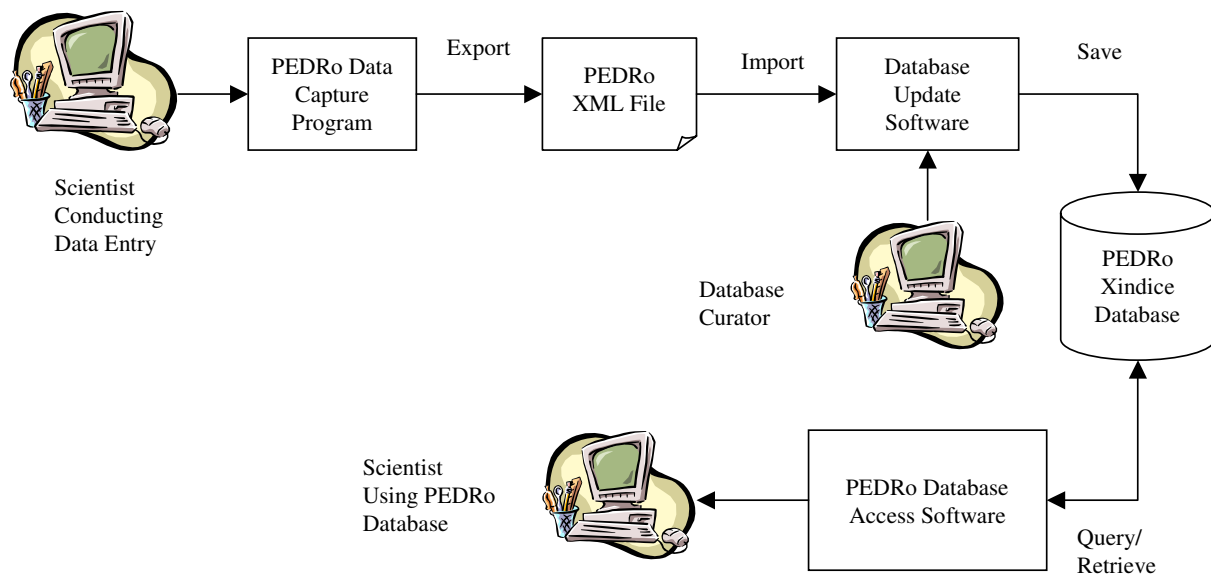 PEDRo Data
Capture
Program
Export
PEDRo
XML File
Import
Database
Update
Software
Save
Scientist
Conducting
Data Entry
Database
Curator
PEDRo
Xindice
Database
Scientist
Using PEDRo
Database
PEDRo Database
Access Software
Query/
Retrieve